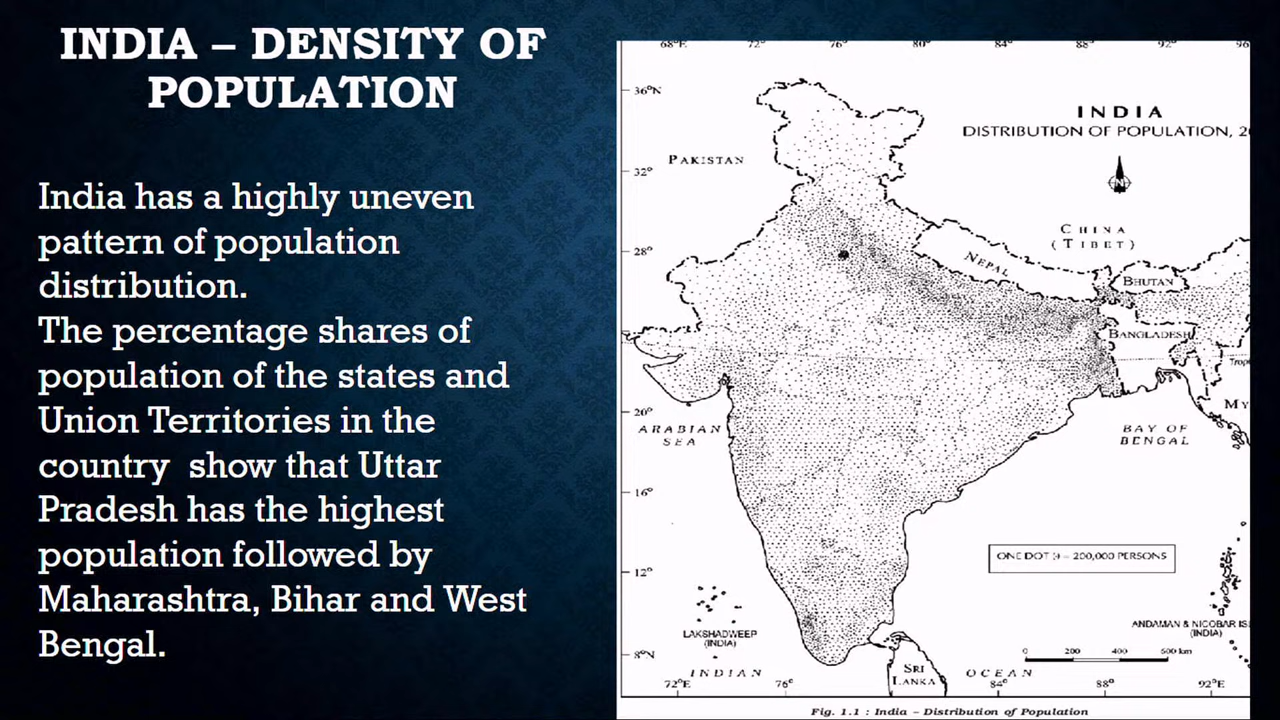 INDIA – DENSITY OF
POPULATION
India has a highly uneven
pattern of population
distribution.
The percentage shares of
population of the states and
Union Territories in the
country show that Uttar
Pradesh has the highest
population followed by
Maharashtra, Bihar and West
Bengal.
68°E 72° 76° 80° 84° 88° 92° 96
36°N
INDIA
DISTRIBUTION OF POPULATION, 2
PAKISTAN
32°
N
CHINA
(TIBET)
28°
NEPAL
BHUTAN
BANGLADESH
Trop
MY
20°
ARABIAN
SEA
BAY OF
BENGAL
16°
ONE DOT = 200,000 PERSONS
12°
LAKSHADWEEP
(INDIA)
ANDAMAN & NICOBAR IS
(INDIA)
8°N
0 200 400 600 km
INDIAN OCEAN
SRI
LANKA
72°E 76° 84° 88° 92°E
Fig. 1.1 : India – Distribution of Population